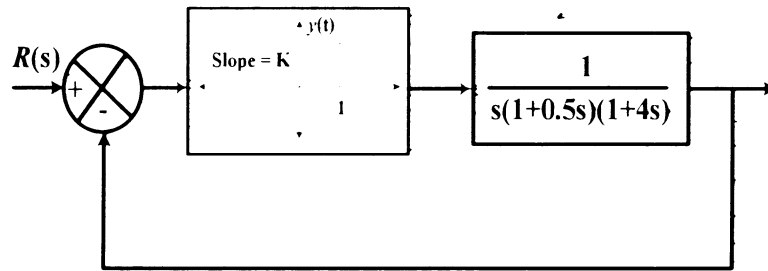 R(s)
+
-
y(t)
Slope = K
1
1
s(1+0.5s)(1+4s)